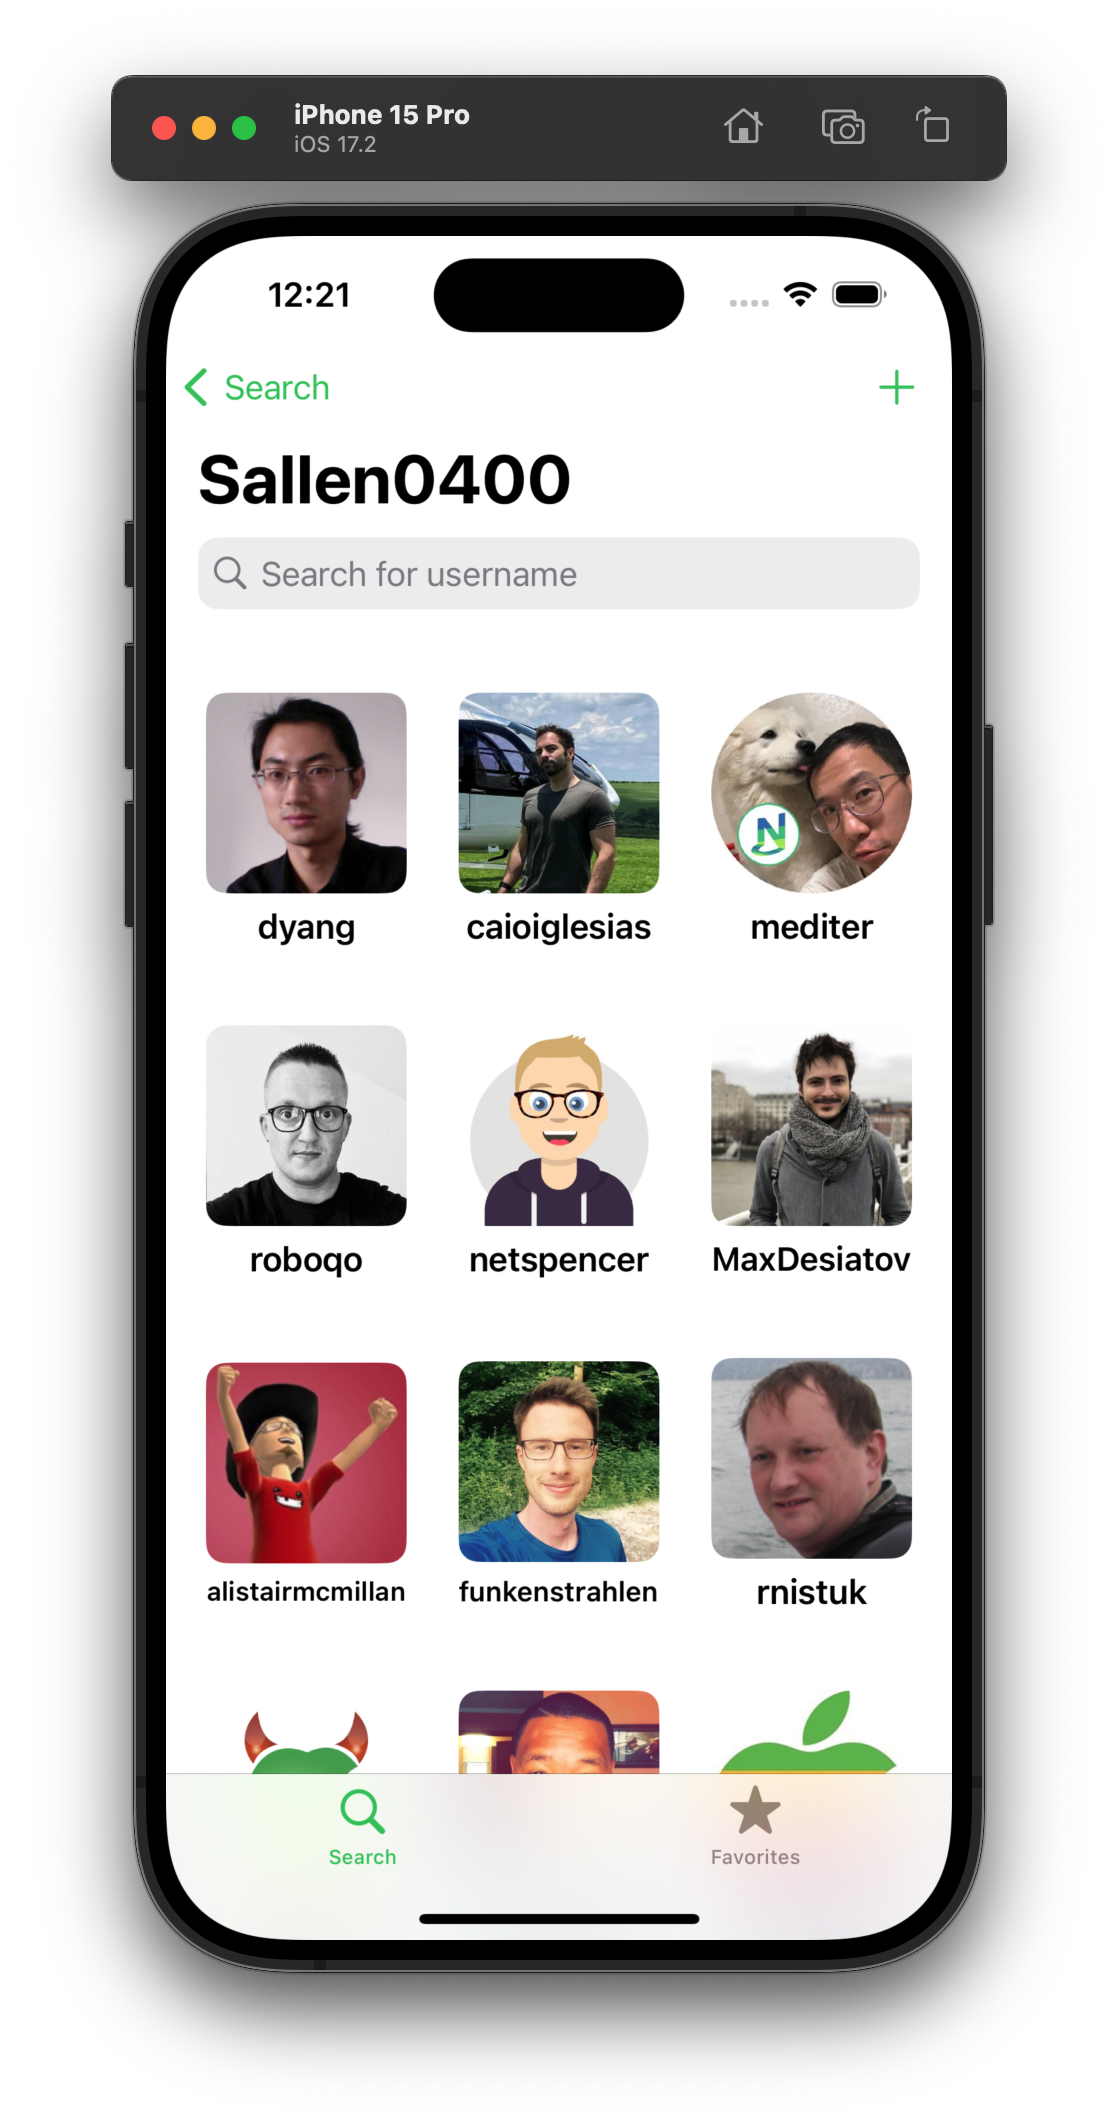 iPhone 15 Pro
iOS 17.2
12:21
Search
Sallen0400
Search for username
N
dyang
caioiglesias
mediter
roboqo
netspencer
MaxDesiatov
alistairmcmillan
funkenstrahlen
rnistuk
Search
Favorites